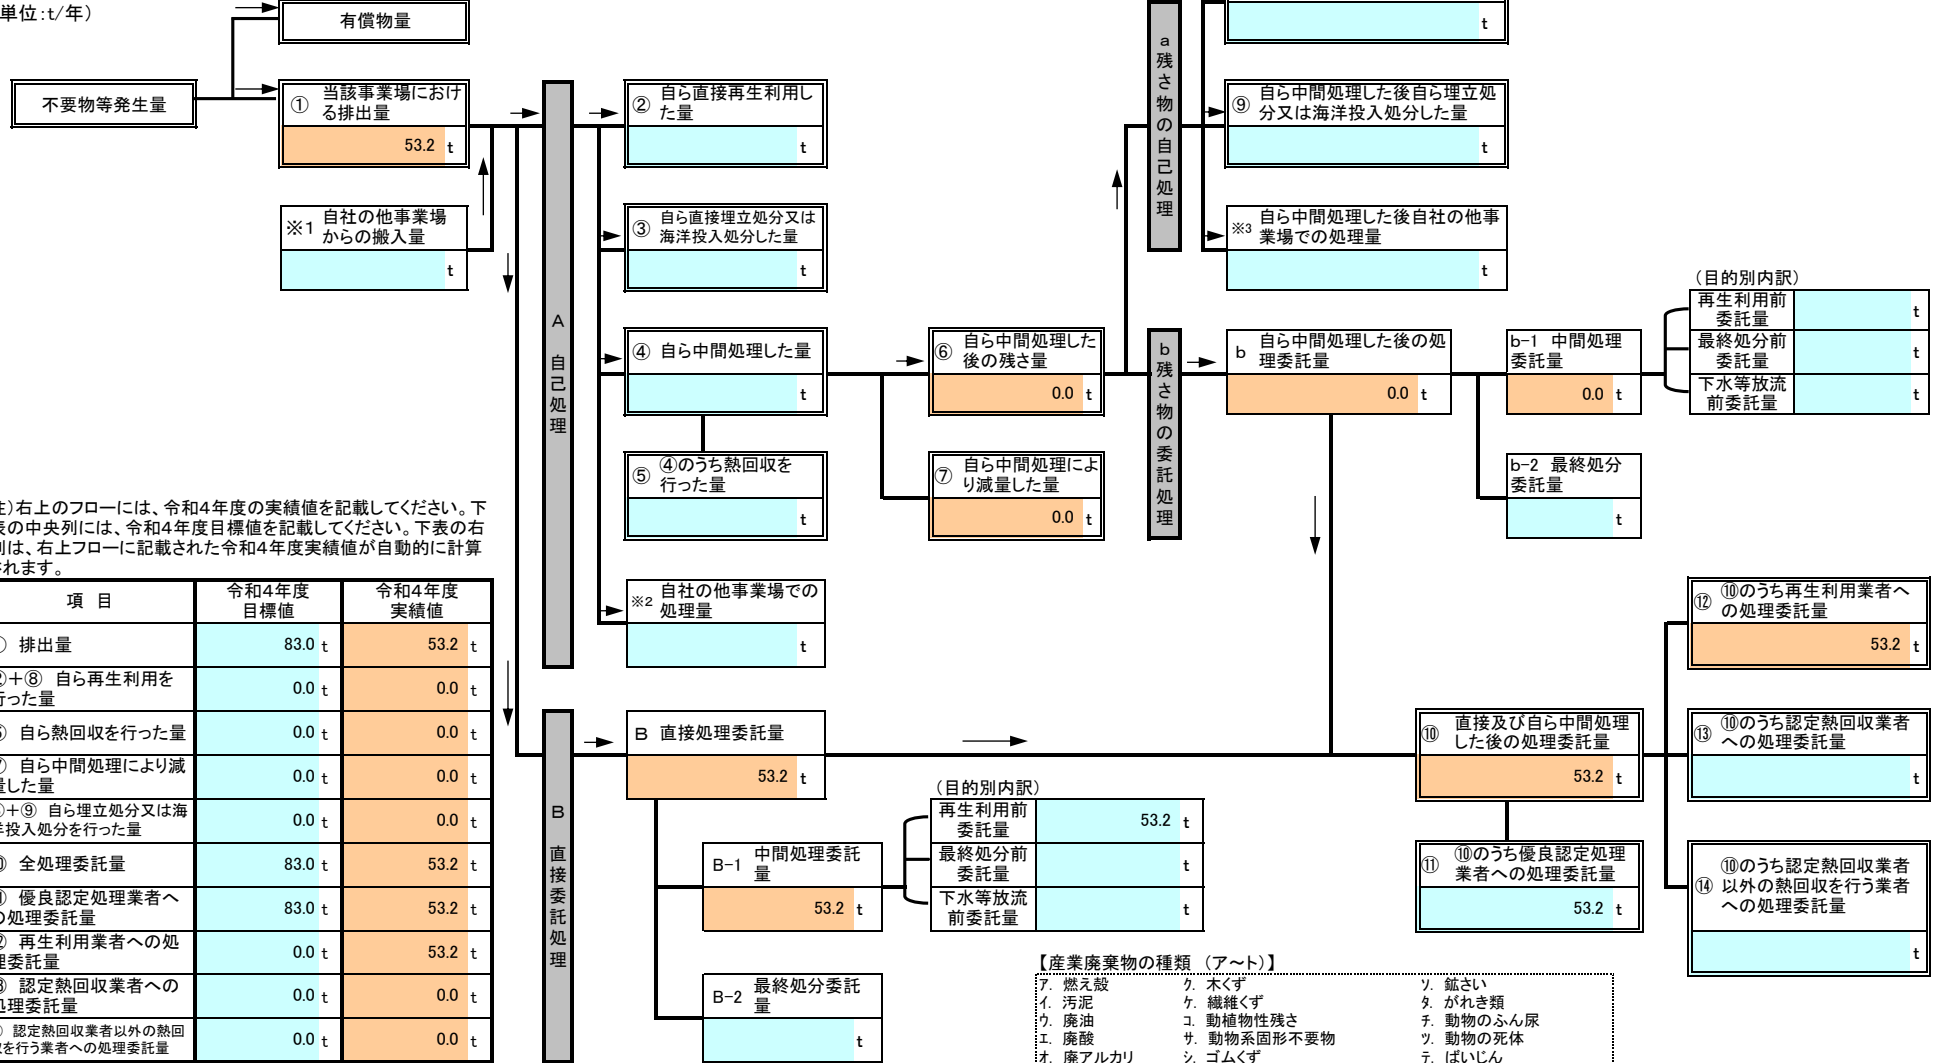 単位:t/年)
有償物量
不要物等発生量
① 当該事業場におけ
る排出量
53.2 t
※1 自社の他事業場
からの搬入量
t
A 自己処理
② 自ら直接再生利用し
た量
t
③ 自ら直接埋立処分又は
海洋投入処分した量
t
④ 自ら中間処理した量
t
⑤ ④のうち熱回収を
行った量
t
※2 自社の他事業場での
処理量
t
⑥ 自ら中間処理した
後の残さ量
0.0 t
⑦ 自ら中間処理によ
り減量した量
0.0 t
a 残さ物の自己処理
t
⑨ 自ら中間処理した後自ら埋立処
分又は海洋投入処分した量
t
※3 自ら中間処理した後自社の他事
業場での処理量
t
b 残さ物の委託処理
b 自ら中間処理した後の処
理委託量
0.0 t
b-1 中間処理
委託量
0.0 t
b-2 最終処分
委託量
t
(目的別内訳)
再生利用前
委託量
t
最終処分前
委託量
t
下水等放流
前委託量
t
)右上のフローには、令和4年度の実績値を記載してください。下
表の中央列には、令和4年度目標値を記載してください。下表の右
列は、右上フローに記載された令和4年度実績値が自動的に計算
されます。
項 目
令和4年度
目標値
令和4年度
実績値
排出量 83.0 t 53.2 t
②+⑧ 自ら再生利用を
行った量 0.0 t 0.0 t
自ら熱回収を行った量 0.0 t 0.0 t
自ら中間処理により減
量した量 0.0 t 0.0 t
+⑨ 自ら埋立処分又は海
洋投入処分を行った量 0.0 t 0.0 t
全処理委託量 83.0 t 53.2 t
優良認定処理業者へ
の処理委託量 83.0 t 53.2 t
再生利用業者への処
理委託量 0.0 t 53.2 t
認定熱回収業者への
処理委託量 0.0 t 0.0 t
認定熱回収業者以外の熱回
収を行う業者への処理委託量 0.0 t 0.0 t
B 直接委託処理
B 直接処理委託量
53.2 t
B-1 中間処理委託
量
53.2 t
B-2 最終処分委託
量
t
(目的別内訳)
再生利用前
委託量
53.2 t
最終処分前
委託量
t
下水等放流
前委託量
t
⑩ 直接及び自ら中間処理
した後の処理委託量
53.2 t
⑪ ⑩のうち優良認定処理
業者への処理委託量
53.2 t
⑫ ⑩のうち再生利用業者へ
の処理委託量
53.2 t
⑬ ⑩のうち認定熱回収業者
への処理委託量
t
⑭ ⑩のうち認定熱回収業者
以外の熱回収を行う業者
への処理委託量
t
【産業廃棄物の種類 (ア~ト)】
ア. 燃え殻 ク. 木くず ソ. 鉱さい
イ. 汚泥 ケ. 繊維くず タ. がれき類
ウ. 廃油 コ. 動植物性残さ チ. 動物のふん尿
エ. 廃酸 サ. 動物系固形不要物 ツ. 動物の死体
オ. 廃アルカリ シ. ゴムくず テ. ばいじん